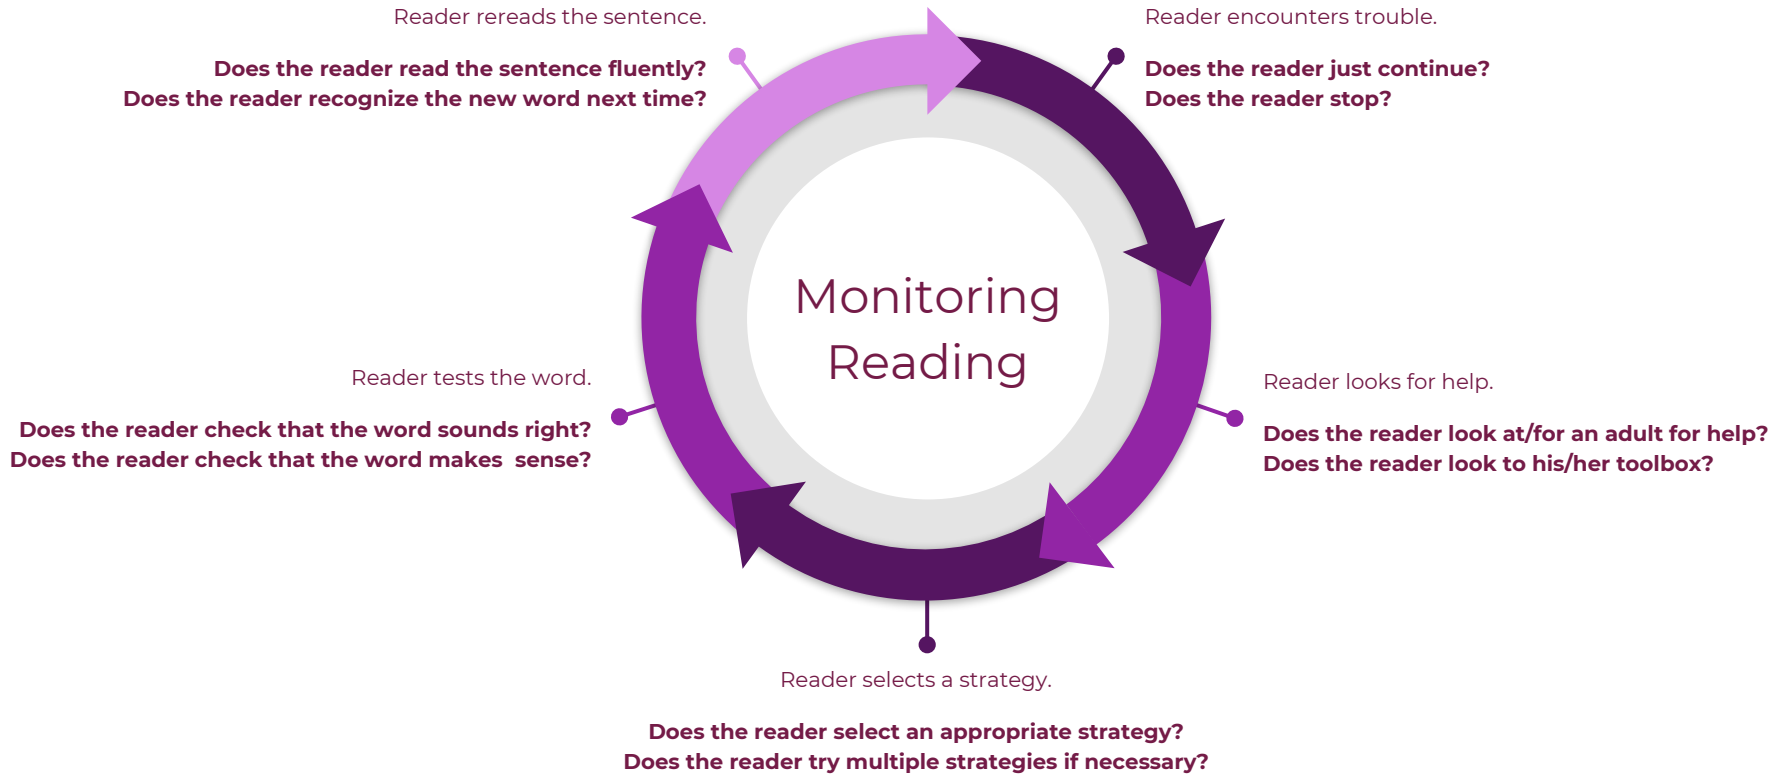 Reader rereads the sentence.
Does the reader read the sentence fluently?
Does the reader recognize the new word next time?
Reader encounters trouble.
Does the reader just continue?
Does the reader stop?
Monitoring
Reading
Reader tests the word.
Does the reader check that the word sounds right?
Does the reader check that the word makes  sense?
Reader looks for help.
Does the reader look at/for an adult for help?
Does the reader look to his/her toolbox?
Reader selects a strategy.
Does the reader select an appropriate strategy?
Does the reader try multiple strategies if necessary?